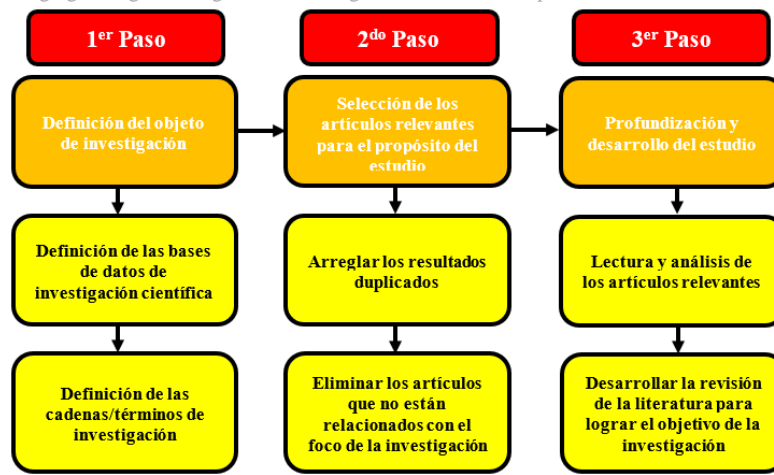 1er Paso
2do Paso
3er Paso
Definición del objeto
de investigación
Selección de los
artículos relevantes
para el propósito del
estudio
Profundización y
desarrollo del estudio
Definición de las bases
de datos de
investigación científica
Arreglar los resultados
duplicados
Lectura y análisis de
los artículos relevantes
Definición de las
cadenas/términos de
investigación
Eliminar los artículos
que no están
relacionados con el
foco de la investigación
Desarrollar la revisión
de la literatura para
lograr el objetivo de la
investigación